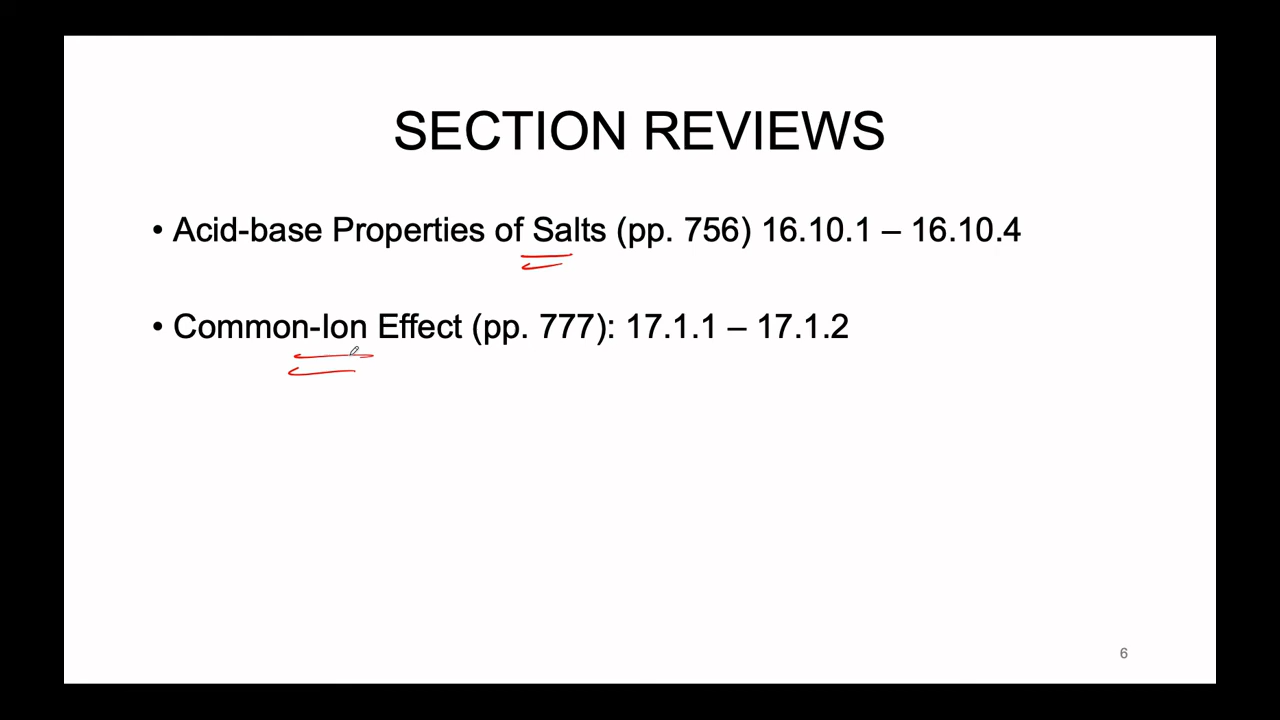 SECTION REVIEWS
• Acid-base Properties of Salts (pp. 756) 16.10.1 – 16.10.4
• Common-Ion Effect (pp. 777): 17.1.1 – 17.1.2
6